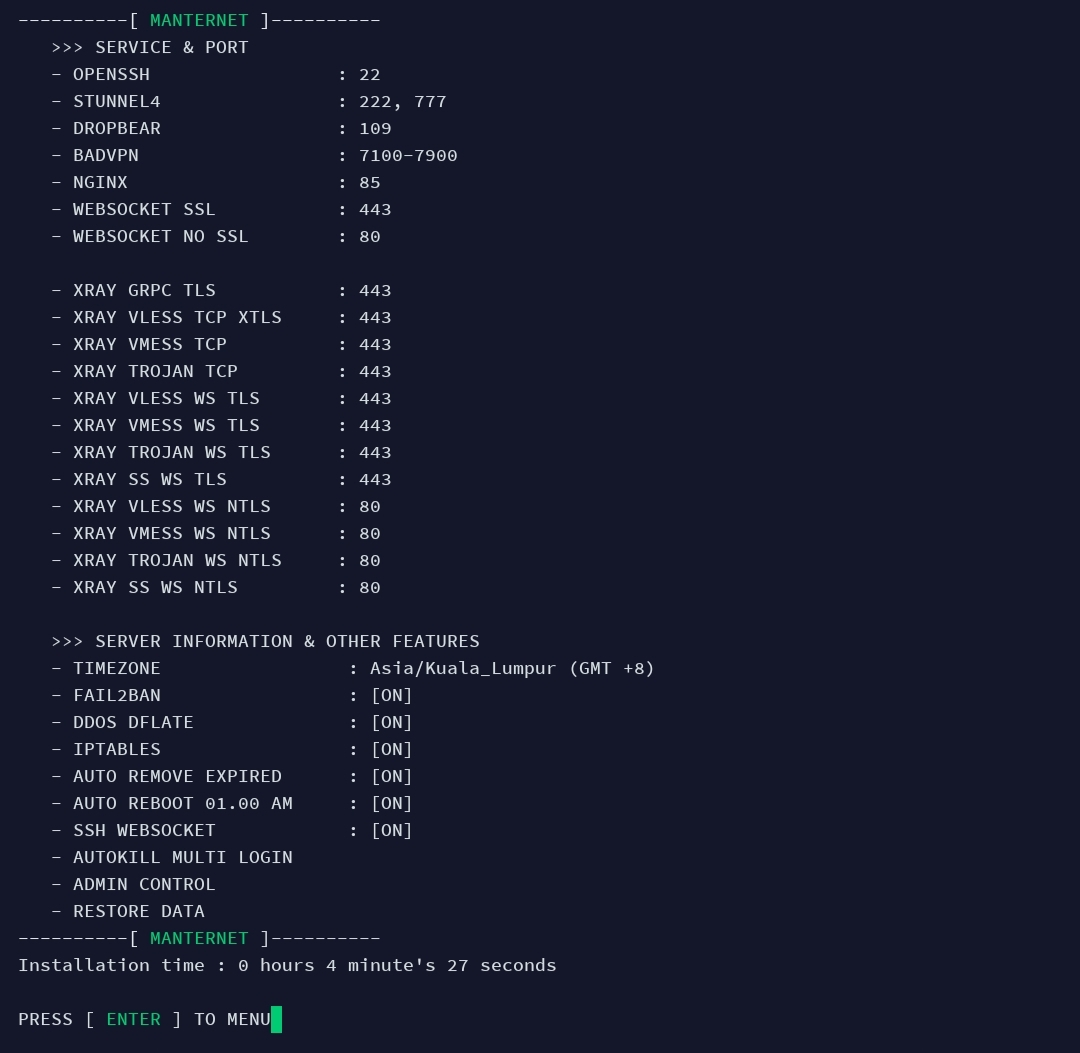 ----------[ MANTERNET ]----------
>>> SERVICE & PORT
- OPENSSH : 22
- STUNNEL4 : 222, 777
- DROPBEAR : 109
- BADVPN : 7100-7900
- NGINX : 85
- WEBSOCKET SSL : 443
- WEBSOCKET NO SSL : 80
- XRAY GRPC TLS : 443
- XRAY VLESS TCP XTLS : 443
- XRAY VMESS TCP : 443
- XRAY TROJAN TCP : 443
- XRAY VLESS WS TLS : 443
- XRAY VMESS WS TLS : 443
- XRAY TROJAN WS TLS : 443
- XRAY SS WS TLS : 443
- XRAY VLESS WS NTLS : 80
- XRAY VMESS WS NTLS : 80
- XRAY TROJAN WS NTLS : 80
- XRAY SS WS NTLS : 80
>>> SERVER INFORMATION & OTHER FEATURES
- TIMEZONE : Asia/Kuala_Lumpur (GMT +8)
- FAIL2BAN : [ON]
- DDOS DFLATE : [ON]
- IPTABLES : [ON]
- AUTO REMOVE EXPIRED : [ON]
- AUTO REBOOT 01.00 AM : [ON]
- SSH WEBSOCKET : [ON]
- AUTOKILL MULTI LOGIN
- ADMIN CONTROL
- RESTORE DATA
----------[ MANTERNET ]----------
Installation time : 0 hours 4 minute's 27 seconds
PRESS [ ENTER ] TO MENU